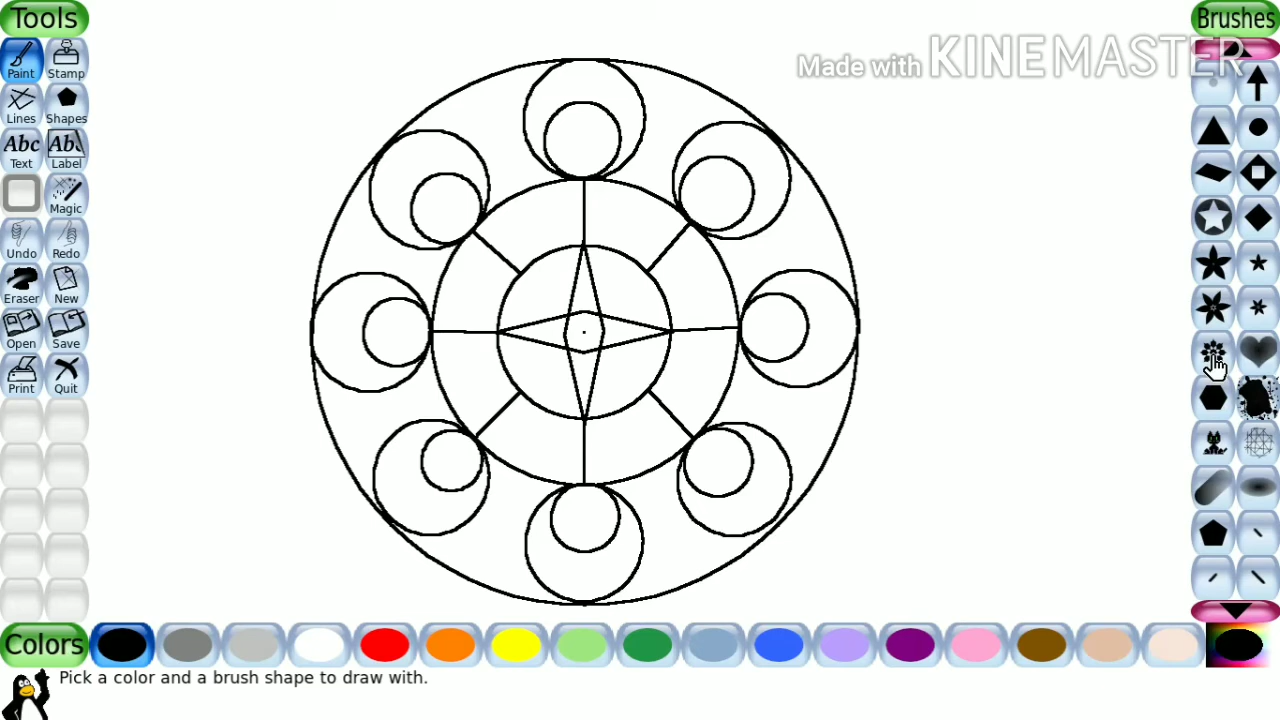 Tools
Brushes
Made with KINEMASTER
Paint
Stamp
Lines
Shapes
Abc
Abc
Text
Label
Magic
Undo
Redo
Eraser
New
Open
Save
Print
Quit
Colors
Pick a color and a brush shape to draw with.